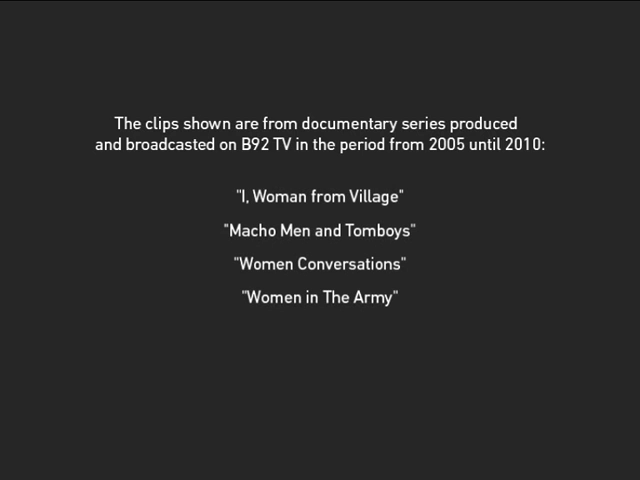 The clips shown are from documentary series produced
and broadcasted on B92 TV in the period from 2005 until 2010:
"I, Woman from Village"
"Macho Men and Tomboys"
"Women Conversations"
"Women in The Army"